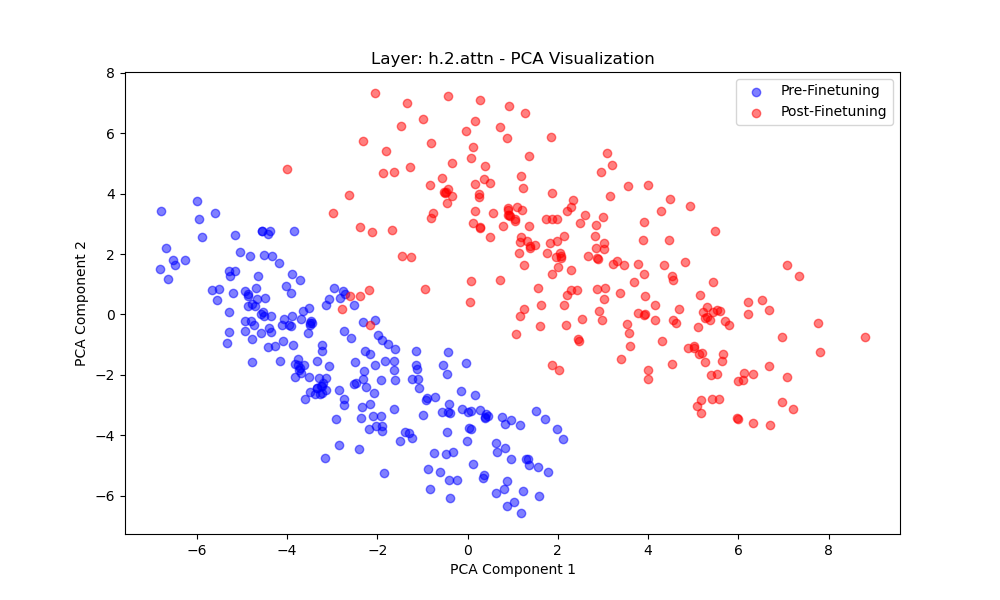 Layer: h.2.attn - PCA Visualization
Pre-Finetuning
Post-Finetuning
PCA Component 2
8
6
4
2
0
−2
−4
−6
−6 −4 −2 0 2 4 6 8
PCA Component 1